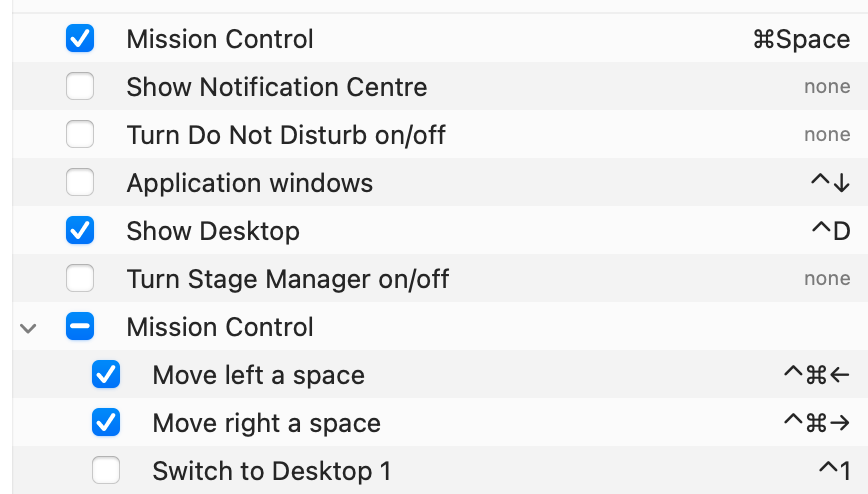 Mission Control ⌘Space
Show Notification Centre none
Turn Do Not Disturb on/off none
Application windows ^↓
Show Desktop ^D
Turn Stage Manager on/off none
Mission Control
Move left a space ^⌘←
Move right a space ^⌘→
Switch to Desktop 1 ^1